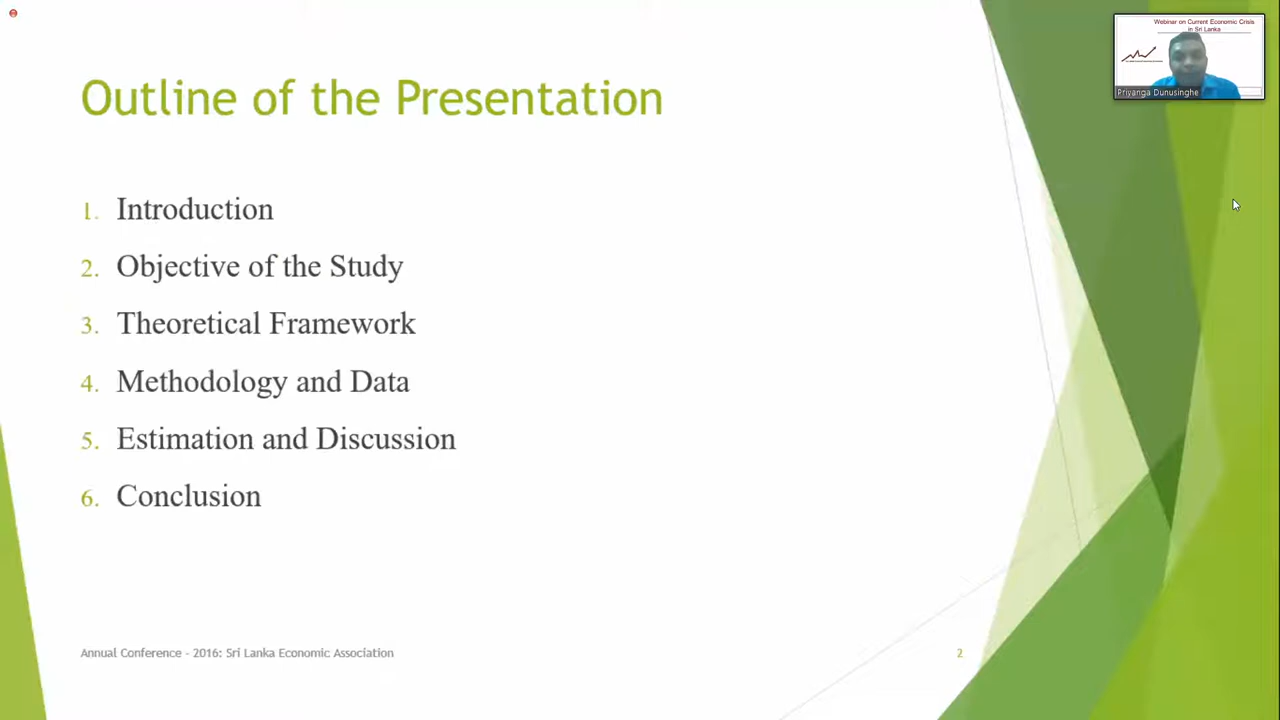 Outline of the Presentation
Webinar on Current Economic Crisis
in Sri Lanka
Priyanga Dunusinghe
1. Introduction
2. Objective of the Study
3. Theoretical Framework
4. Methodology and Data
5. Estimation and Discussion
6. Conclusion
Annual Conference - 2016: Sri Lanka Economic Association
2